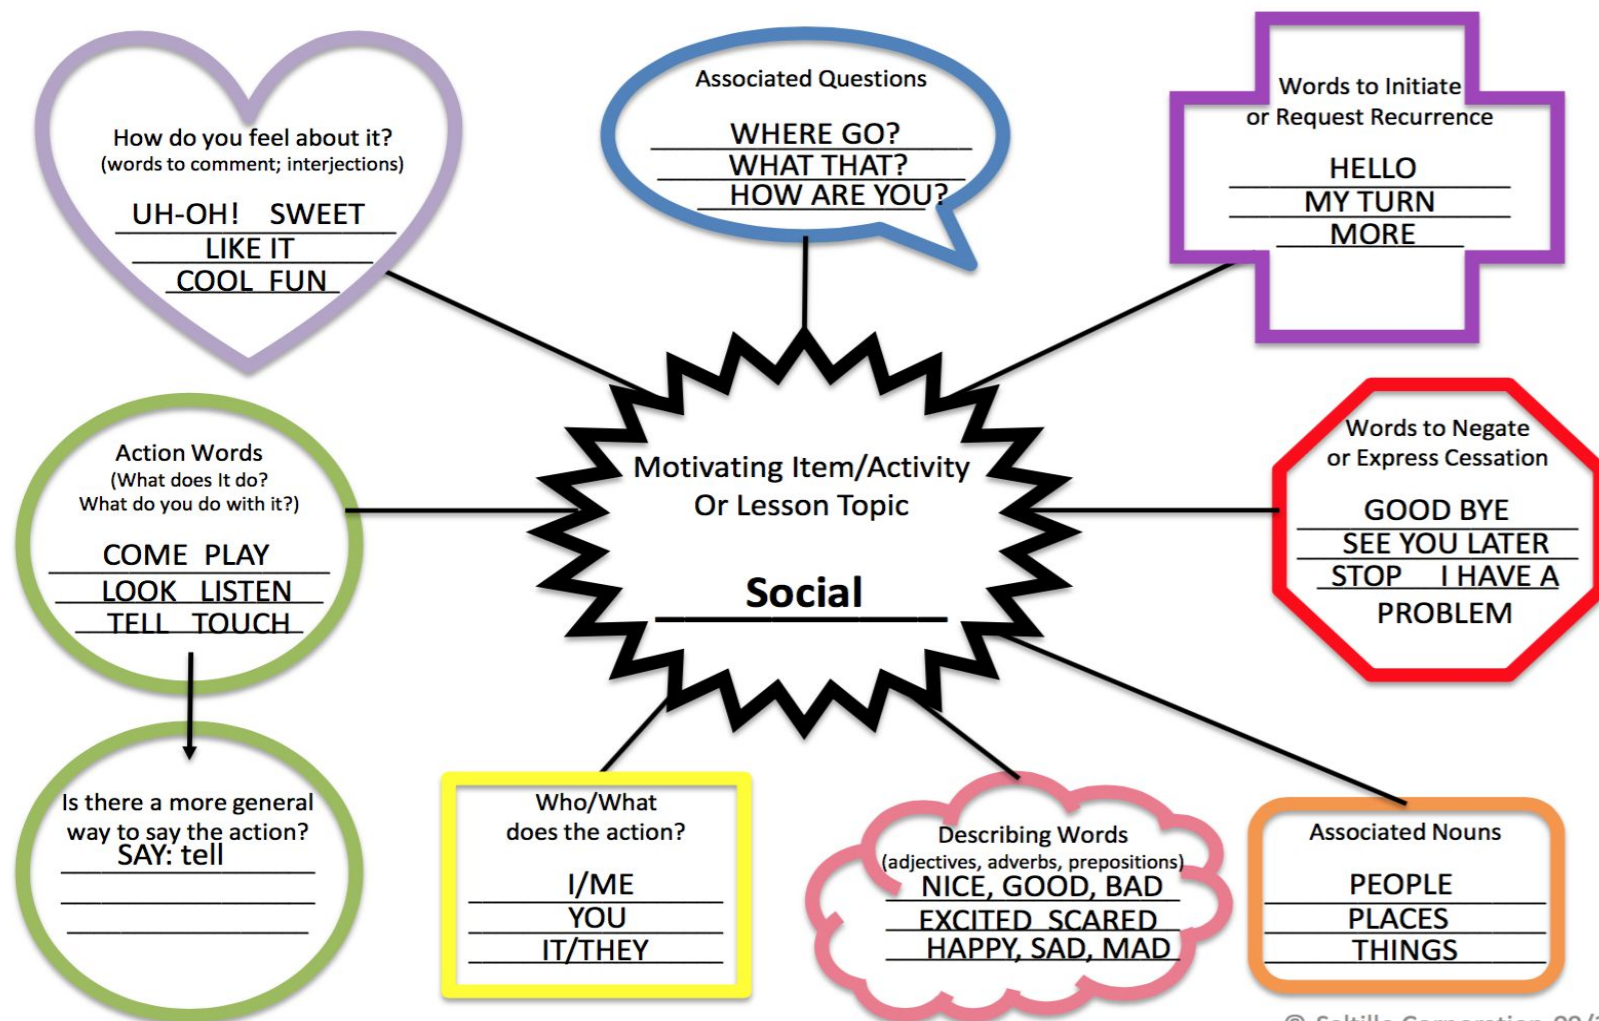 How do you feel about it?
(words to comment; interjections)
UH-OH! SWEET
LIKE IT
COOL FUN
Associated Questions
WHERE GO?
WHAT THAT?
HOW ARE YOU?
Words to Initiate
or Request Recurrence
HELLO
MY TURN
MORE
Action Words
(What does It do?
What do you do with it?)
COME PLAY
LOOK LISTEN
TELL TOUCH
Motivating Item/Activity
Or Lesson Topic
Social
Words to Negate
or Express Cessation
GOOD BYE
SEE YOU LATER
STOP I HAVE A
PROBLEM
Is there a more general
way to say the action?
SAY: tell
Who/What
does the action?
I/ME
YOU
IT/THEY
Describing Words
(adjectives, adverbs, prepositions)
NICE, GOOD, BAD
EXCITED SCARED
HAPPY, SAD, MAD
Associated Nouns
PEOPLE
PLACES
THINGS
©